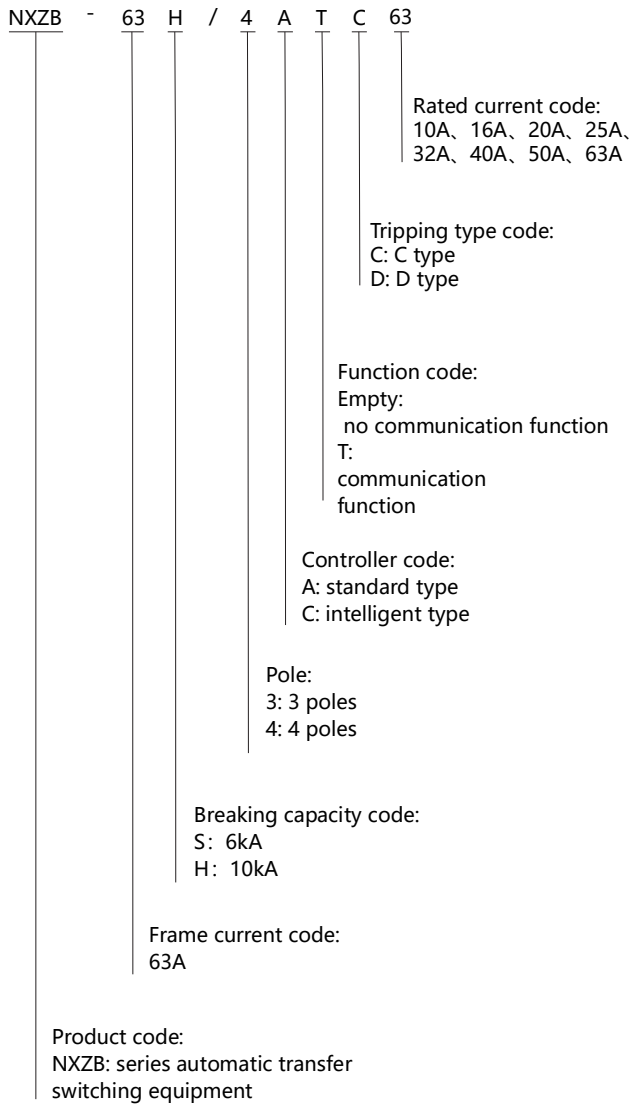 NXZB - 63 H / 4 A T C 63
Rated current code:
10A、16A、20A、25A、
32A、40A、50A、63A
Tripping type code:
C: C type
D: D type
Function code:
Empty:
no communication function
T:
communication
function
Controller code:
A: standard type
C: intelligent type
Pole:
3: 3 poles
4: 4 poles
Breaking capacity code:
S：6kA
H：10kA
Frame current code:
63A
Product code:
NXZB: series automatic transfer
switching equipment